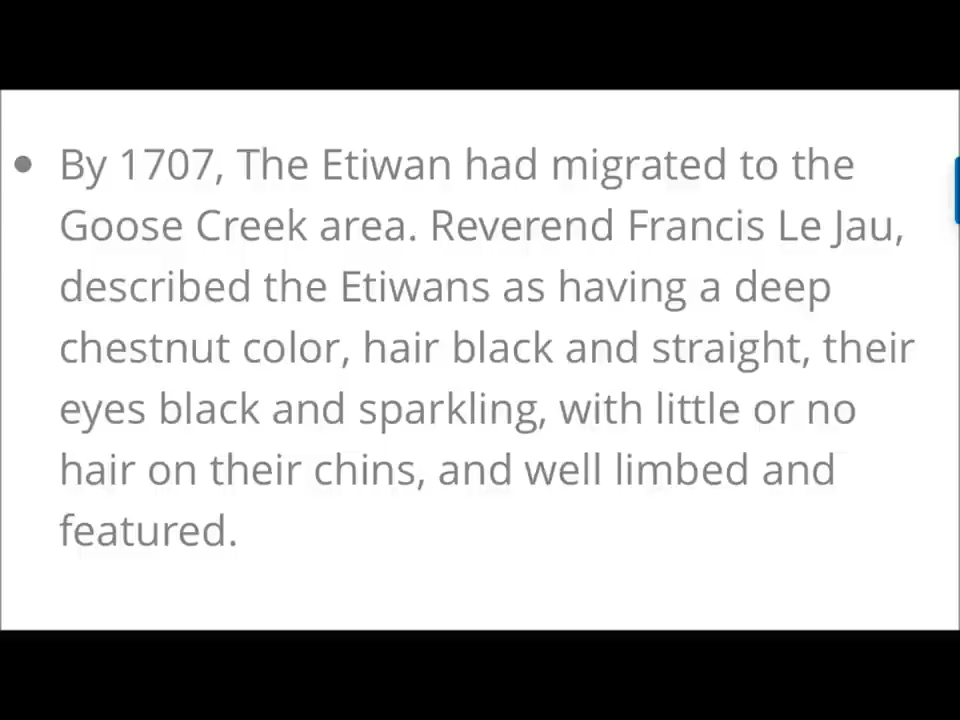 • By 1707, The Etiwan had migrated to the
Goose Creek area. Reverend Francis Le Jau,
described the Etiwans as having a deep
chestnut color, hair black and straight, their
eyes black and sparkling, with little or no
hair on their chins, and well limbed and
featured.